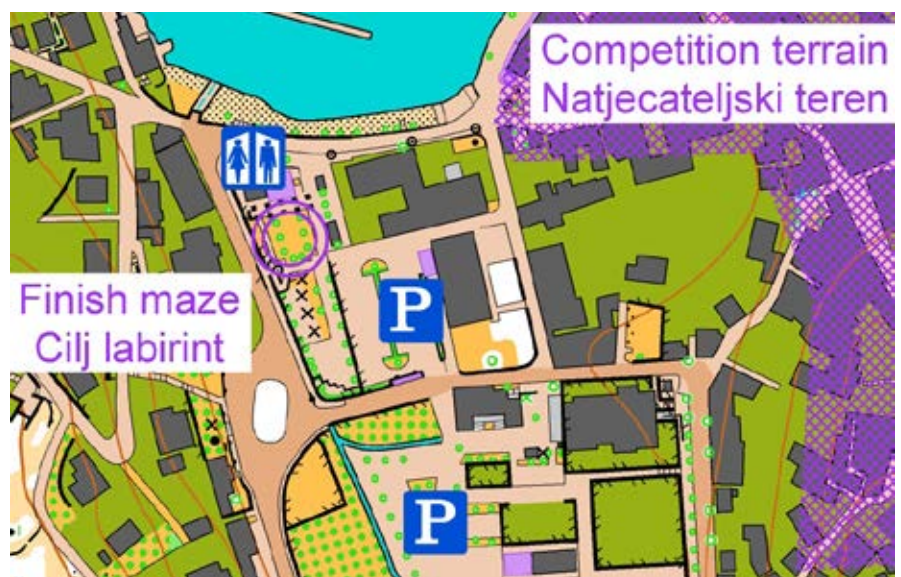 Competition terrain
Natjecateljski teren
Finish maze
Cilj labirint
P
P